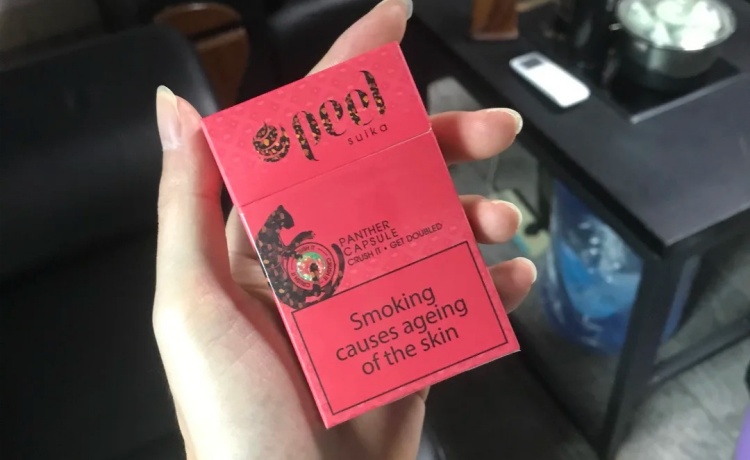 peel
suika
PANTHER
CAPSULE
CRUSH IT • GET DOUBLED
Smoking
causes ageing
of the skin